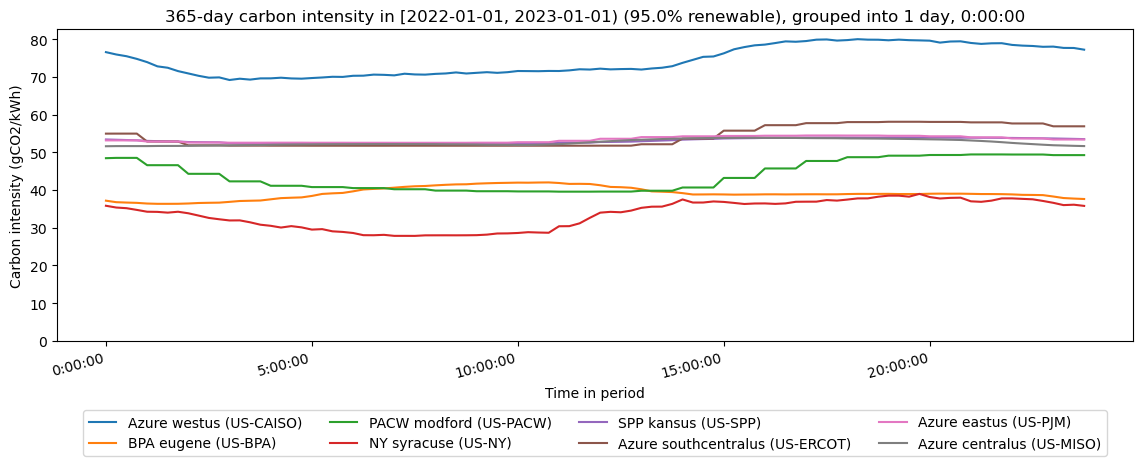 365-day carbon intensity in [2022-01-01, 2023-01-01) (95.0% renewable), grouped into 1 day, 0:00:00
Carbon intensity (gCO2/kWh)
80
70
60
50
40
30
20
10
0
0:00:00 5:00:00 10:00:00 15:00:00 20:00:00
Time in period
Azure westus (US-CAISO) PACW modford (US-PACW) SPP kansus (US-SPP) Azure eastus (US-PJM)
BPA eugene (US-BPA) NY syracuse (US-NY) Azure southcentralus (US-ERCOT) Azure centralus (US-MISO)